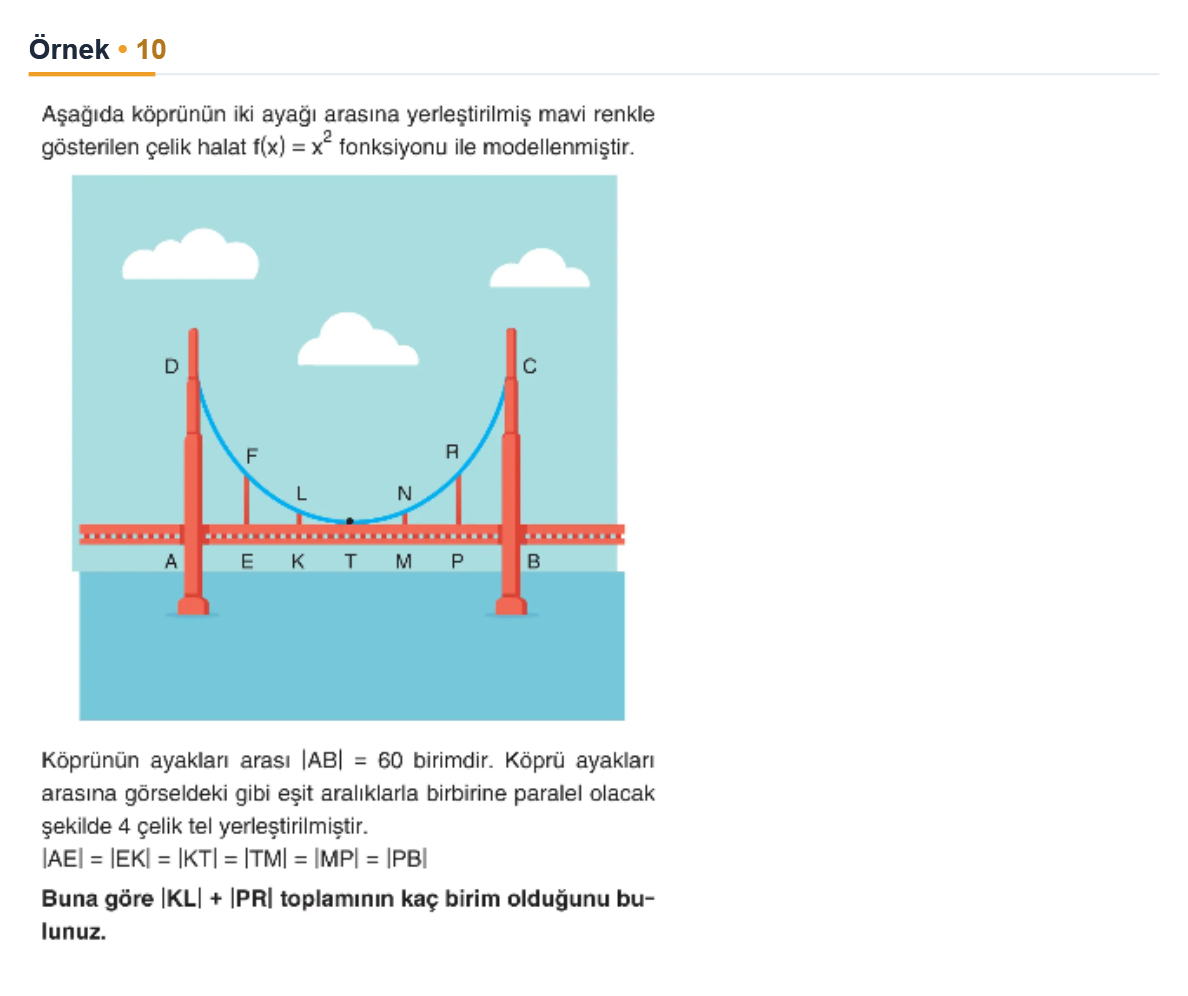 Örnek • 10
Aşağıda köprünün iki ayağı arasına yerleştirilmiş mavi renkle
gösterilen çelik halat f(x) = x² fonksiyonu ile modellenmiştir.
D
C
F
R
L
N
A E K T M P B
Köprünün ayakları arası |AB| = 60 birimdir. Köprü ayakları
arasına görseldeki gibi eşit aralıklarla birbirine paralel olacak
şekilde 4 çelik tel yerleştirilmiştir.
|AE| = |EK| = |KT| = |TM| = |MP| = |PB|
Buna göre |KL| + |PR| toplamının kaç birim olduğunu bu-
lunuz.